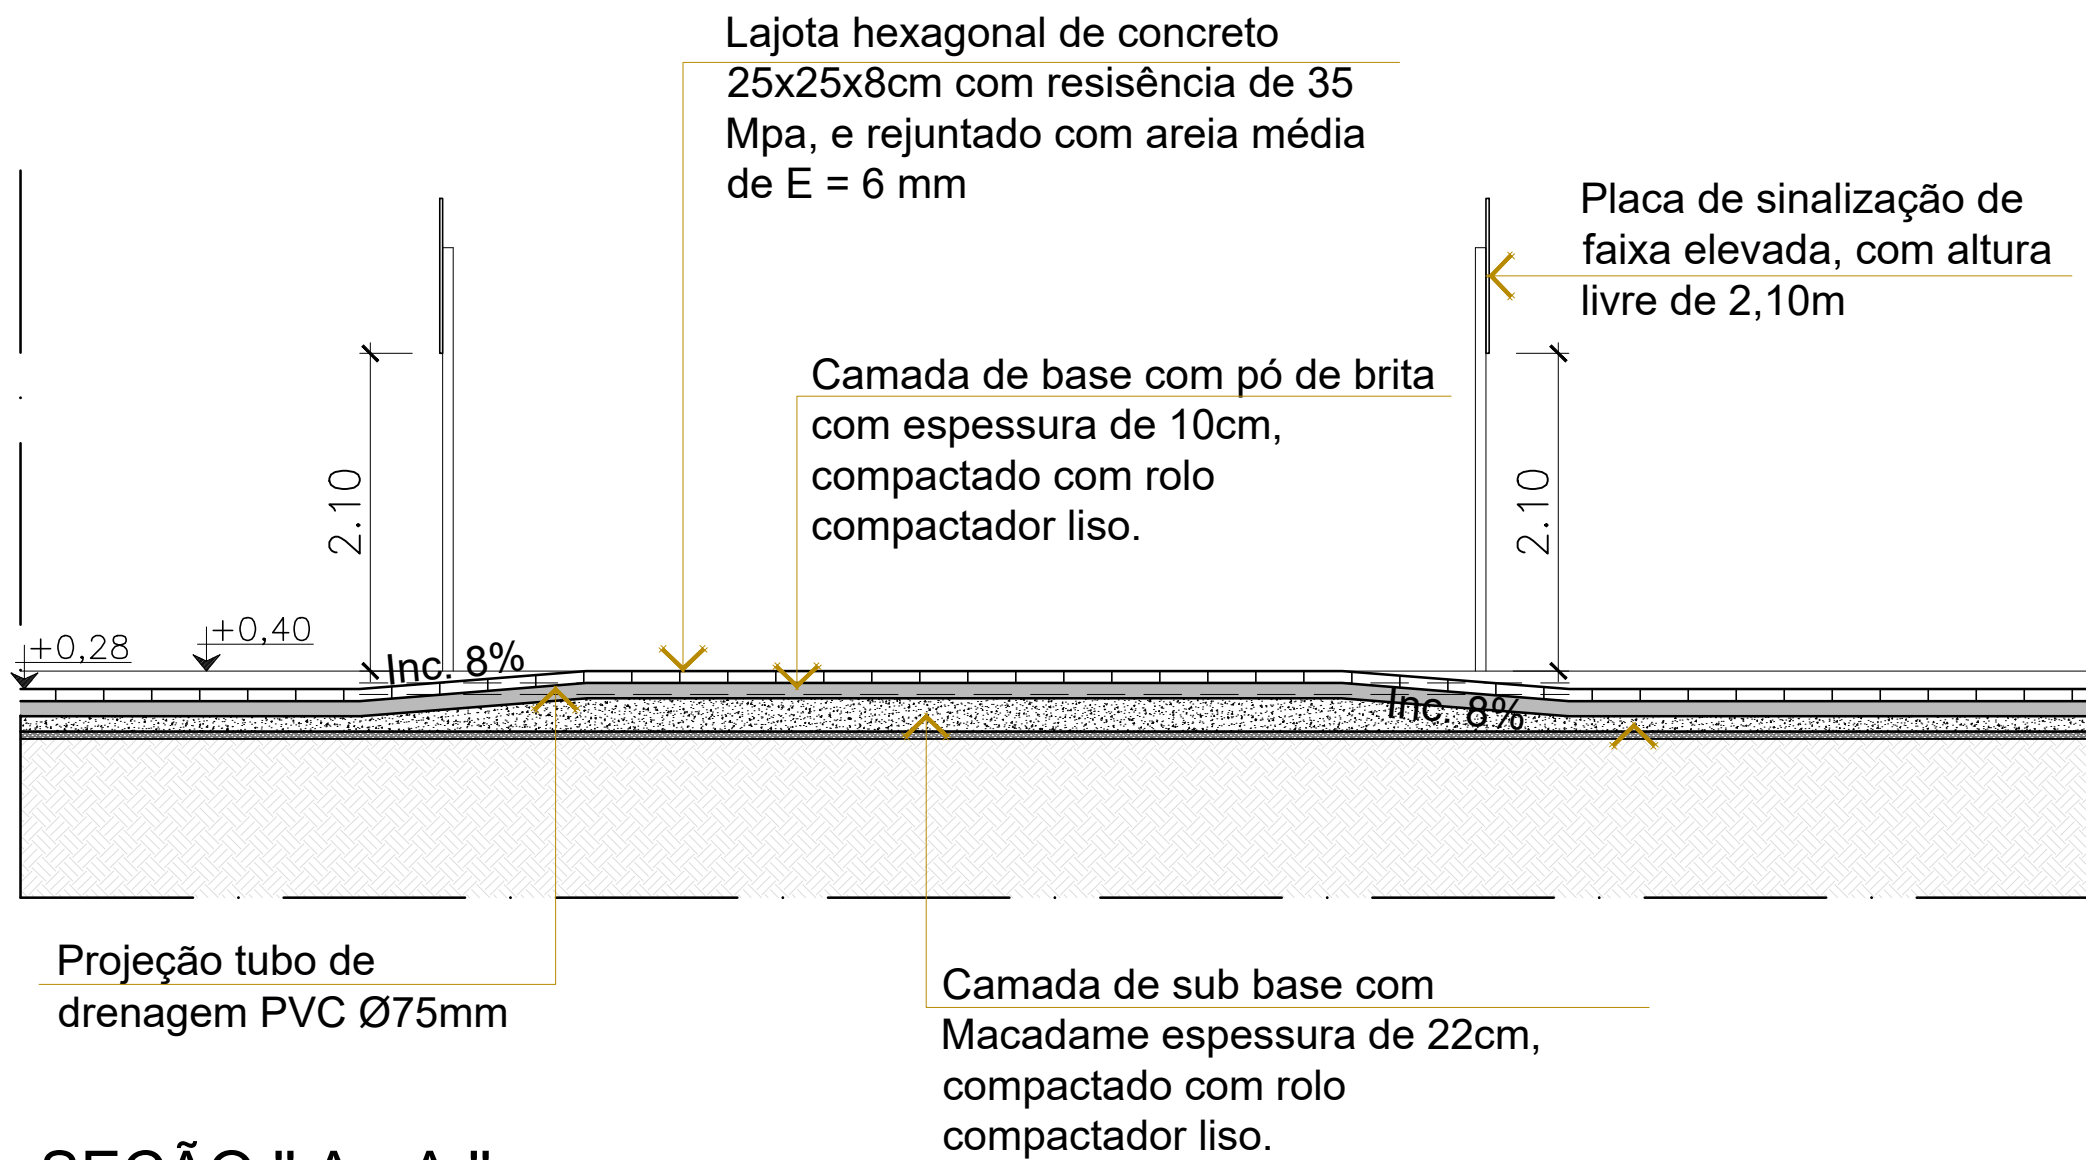 Lajota hexagonal de concreto
25x25x8cm com resisência de 35
Mpa, e rejuntado com areia média
de E = 6 mm
Placa de sinalização de
faixa elevada, com altura
livre de 2,10m
Camada de base com pó de brita
com espessura de 10cm,
compactado com rolo
compactador liso.
2.10
2.10
+0,28
+0,40
Inc. 8%
Inc. 8%
Projeção tubo de
drenagem PVC Ø75mm
Camada de sub base com
Macadame espessura de 22cm,
compactado com rolo
compactador liso.
SEÇÃO "A - A"